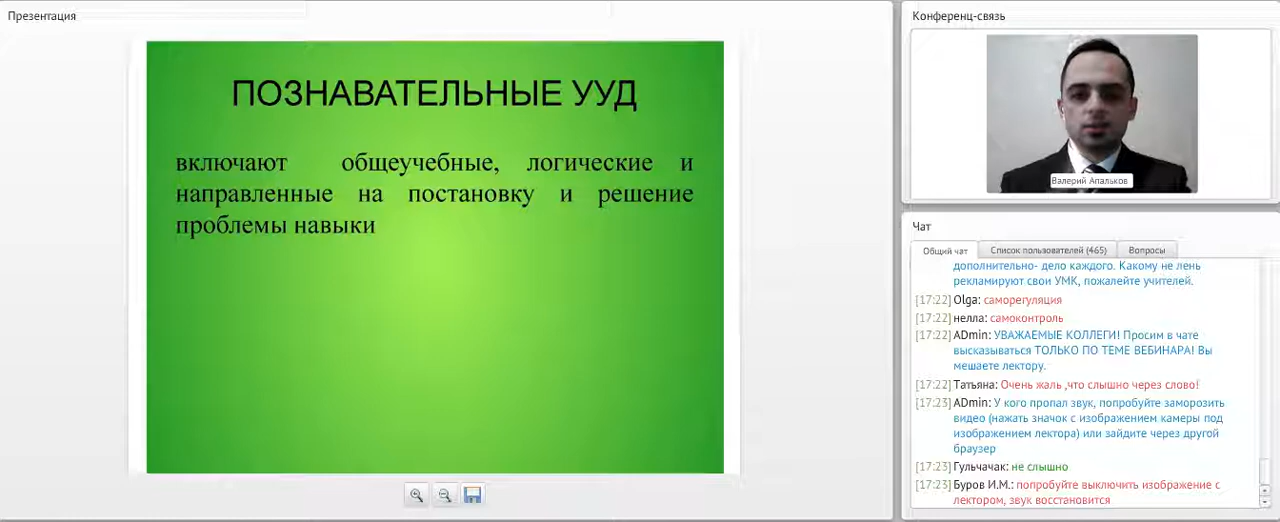 Презентация
ПОЗНАВАТЕЛЬНЫЕ УУД
включают общеучебные, логические и
направленные на постановку и решение
проблемы навыки
Конференц-связь
Валерий Апальков
Чат
Общий чат
Список пользователей (465)
Вопросы
дополнительно- дело каждого. Какому не лень
рекламируют свои УМК, пожалейте учителей.
[17:22] Olga: саморегуляция
[17:22] нелла: самоконтроль
[17:22] ADmin: УВАЖАЕМЫЕ КОЛЛЕГИ! Просим в чате
высказываться ТОЛЬКО ПО ТЕМЕ ВЕБИНАРА! Вы
мешаете лектору.
[17:22] Татьяна: Очень жаль ,что слышно через слово!
[17:23] ADmin: У кого пропал звук, попробуйте заморозить
видео (нажать значок с изображением камеры под
изображением лектора) или зайдите через другой
браузер
[17:23] Гульчачак: не слышно
[17:23] Буров И.М.: попробуйте выключить изображение с
лектором, звук восстановится